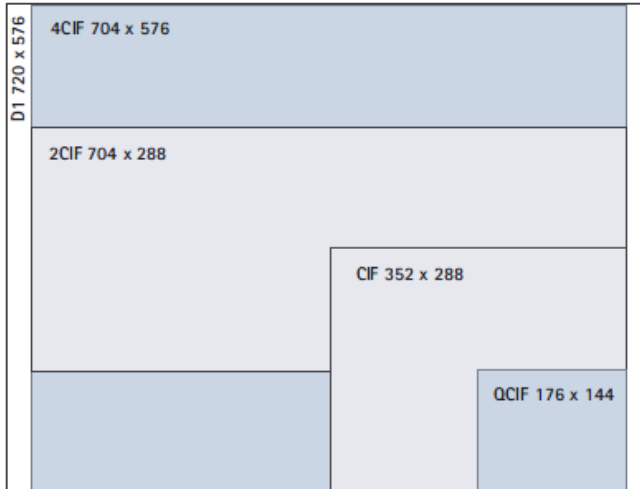 D1 720 x 576
4CIF 704 x 576
2CIF 704 x 288
CIF 352 x 288
QCIF 176 x 144